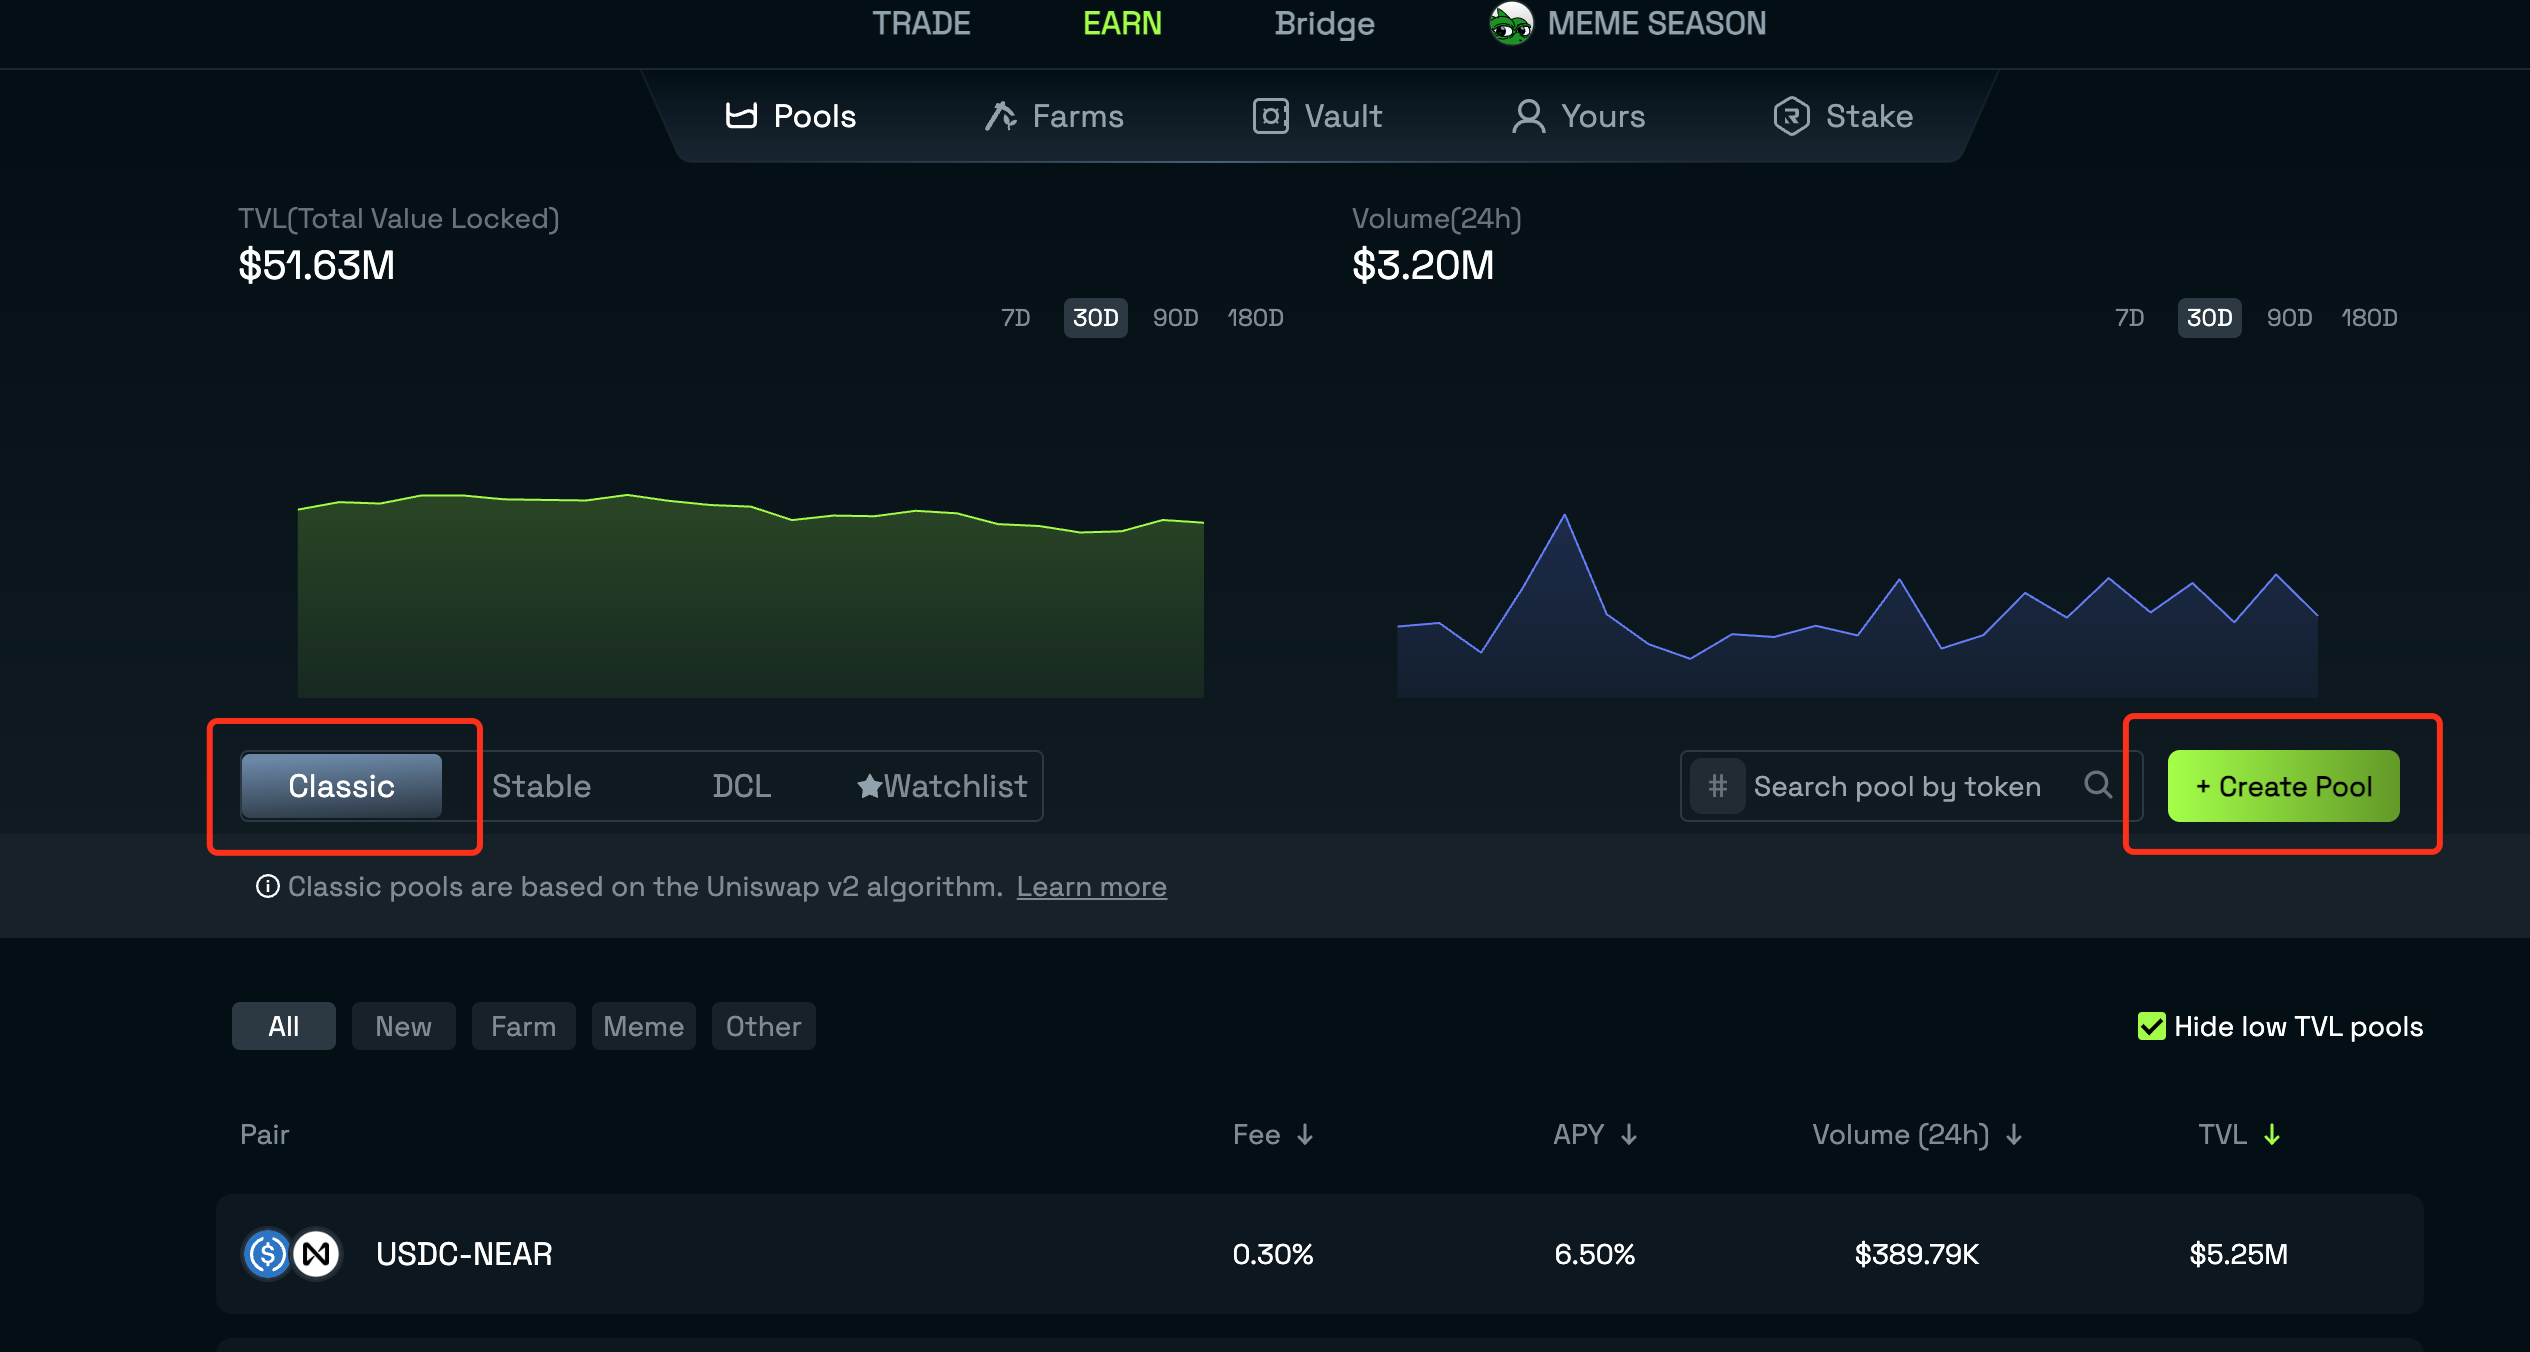 TRADE EARN Bridge MEME SEASON
Pools Farms Vault Yours Stake
TVL(Total Value Locked)
$51.63M
7D 30D 90D 180D
Volume(24h)
$3.20M
7D 30D 90D 180D
Classic Stable DCL ★Watchlist
# Search pool by token
+ Create Pool
Classic pools are based on the Uniswap v2 algorithm. Learn more
All New Farm Meme Other
Hide low TVL pools
Pair Fee ↓ APY ↓ Volume (24h) ↓ TVL ↓
USDC-NEAR 0.30% 6.50% $389.79K $5.25M